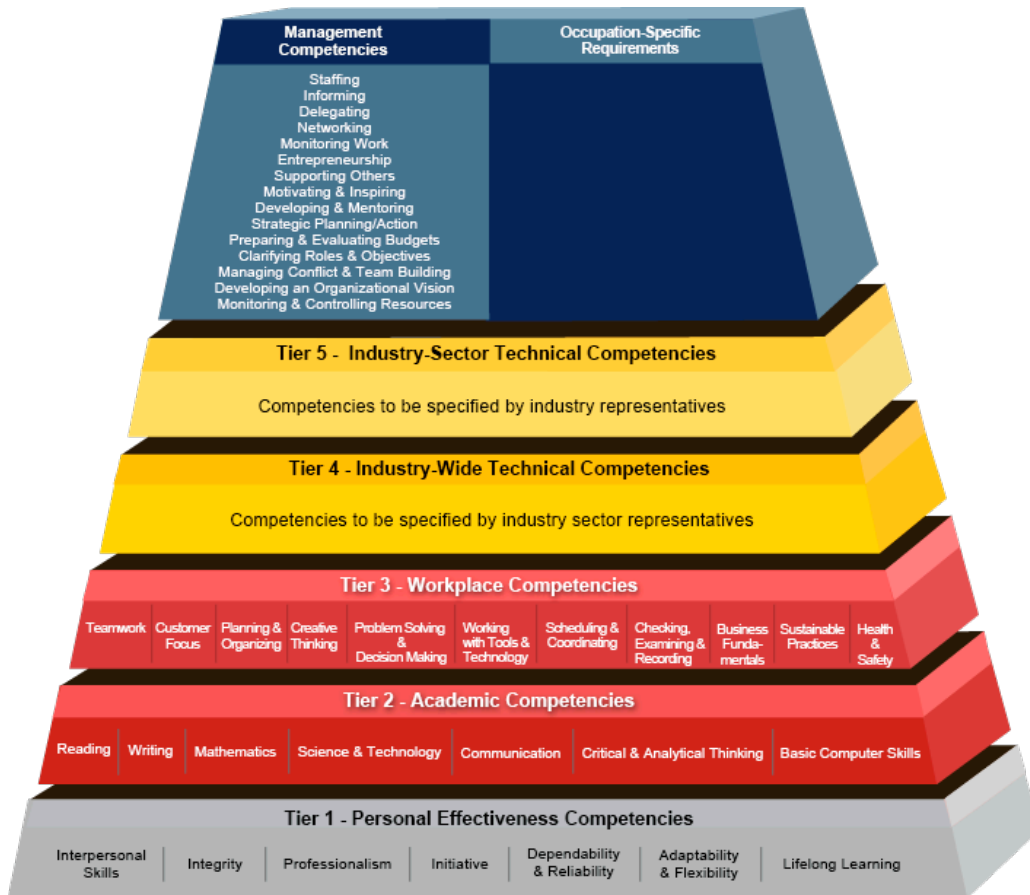 Management
Competencies
Occupation-Specific
Requirements
Staffing
Informing
Delegating
Networking
Monitoring Work
Entrepreneurship
Supporting Others
Motivating & Inspiring
Developing & Mentoring
Strategic Planning/Action
Preparing & Evaluating Budgets
Clarifying Roles & Objectives
Managing Conflict & Team Building
Developing an Organizational Vision
Monitoring & Controlling Resources
Tier 5 - Industry-Sector Technical Competencies
Competencies to be specified by industry representatives
Tier 4 - Industry-Wide Technical Competencies
Competencies to be specified by industry sector representatives
Tier 3 - Workplace Competencies
Teamwork
Customer
Focus
Planning &
Organizing
Creative
Thinking
Problem Solving
&
Decision Making
Working
with Tools &
Technology
Scheduling &
Coordinating
Checking,
Examining &
Recording
Business
Funda-
mentals
Sustainable
Practices
Health
&
Safety
Tier 2 - Academic Competencies
Reading
Writing
Mathematics
Science & Technology
Communication
Critical & Analytical Thinking
Basic Computer Skills
Tier 1 - Personal Effectiveness Competencies
Interpersonal
Skills
Integrity
Professionalism
Initiative
Dependability
& Reliability
Adaptability
& Flexibility
Lifelong Learning